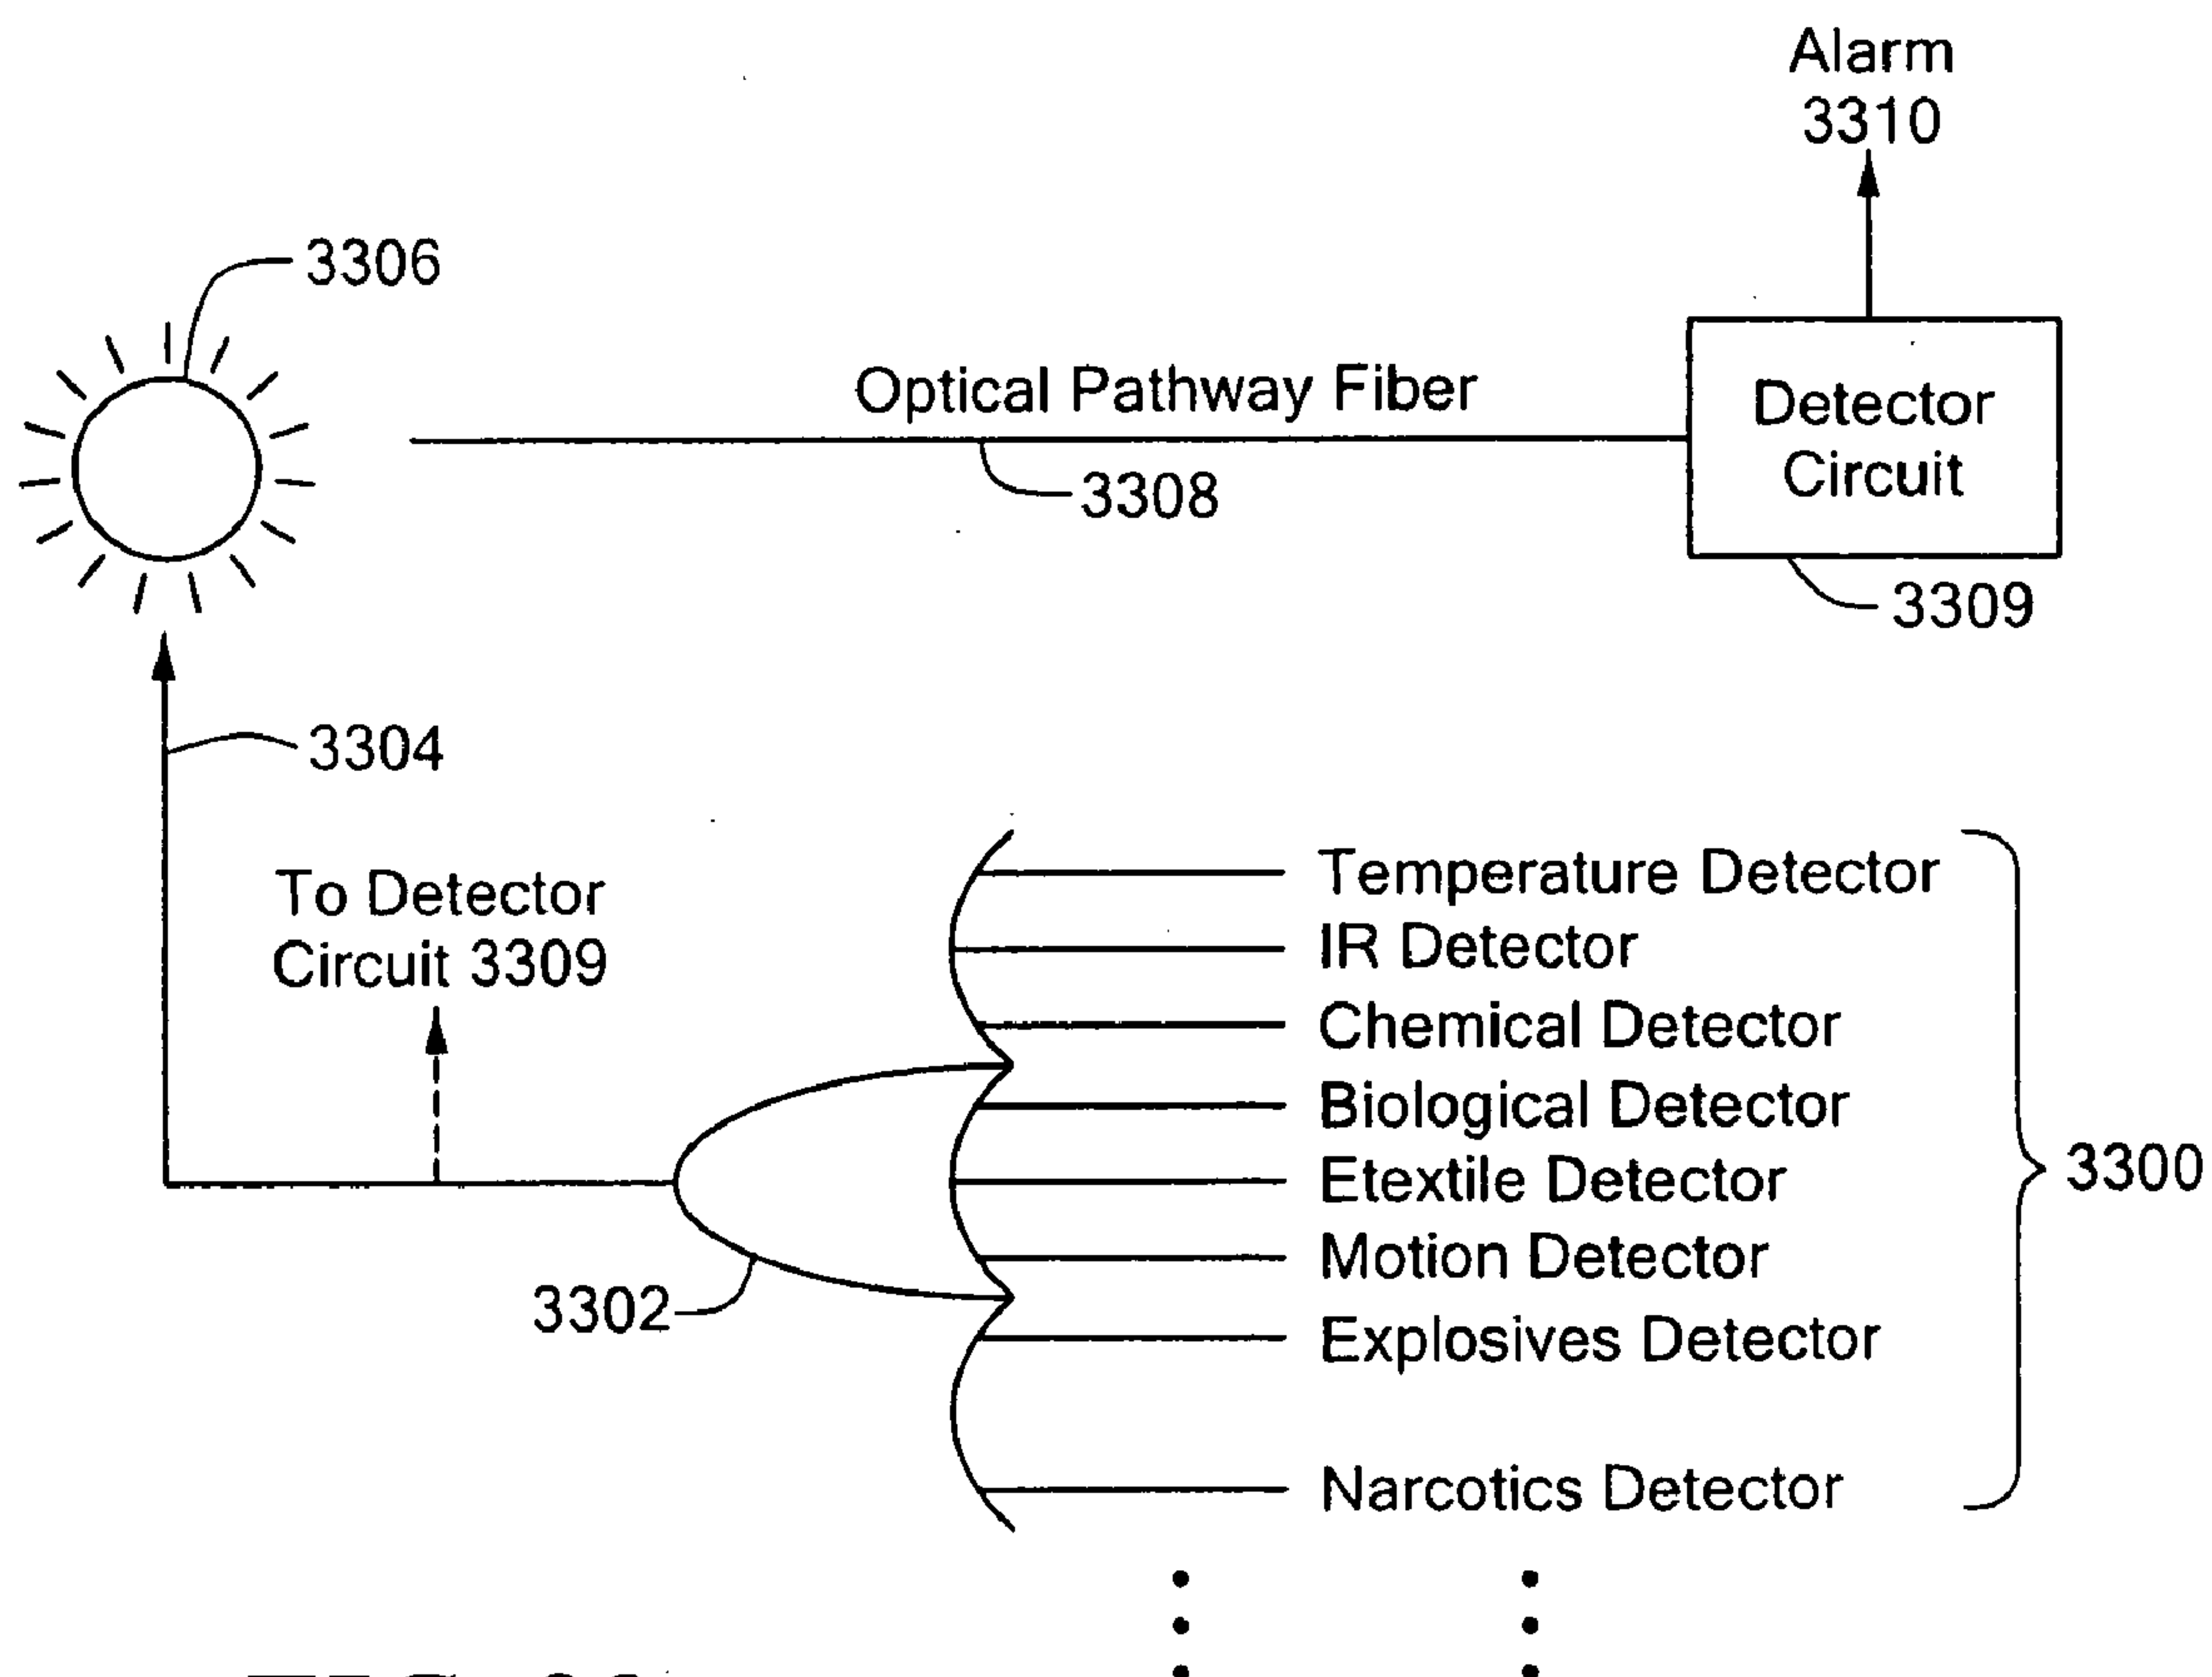 Alarm
3310
3306
Optical Pathway Fiber
Detector
Circuit
3308
3309
3304
To Detector
Circuit 3309
Temperature Detector
IR Detector
Chemical Detector
Biological Detector
Etextile Detector
Motion Detector
Explosives Detector
Narcotics Detector
3300
3302